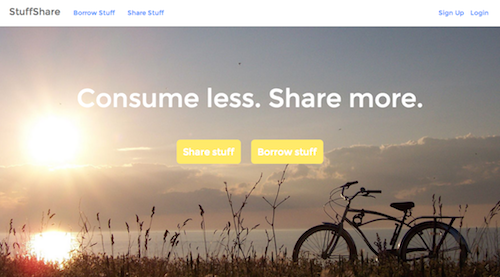 StuffShare Borrow Stuff Share Stuff Sign Up Login
Consume less. Share more.
Share stuff Borrow stuff